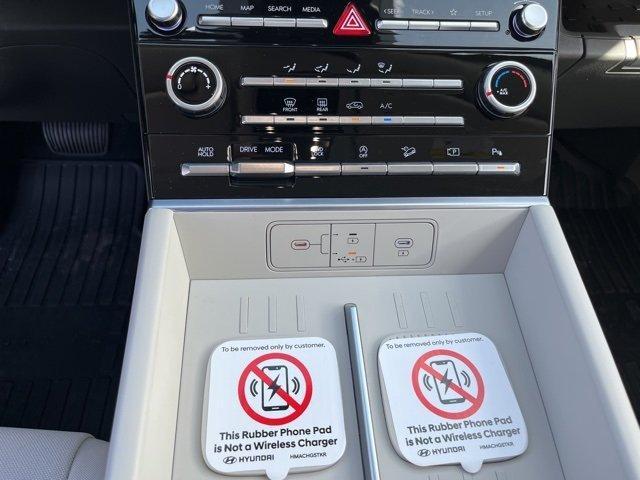 HOME MAP SEARCH MEDIA
< SEEK TRACK > ☆ SETUP
FRONT REAR A/C
A/C
MAX
AUTO
HOLD
DRIVE MODE
LOCK
OFF
P
To be removed only by customer.
This Rubber Phone Pad
is Not a Wireless Charger
HYUNDAI HMACHGSTKR
To be removed only by customer.
This Rubber Phone Pad
is Not a Wireless Charger
HYUNDAI HMACHGSTKR